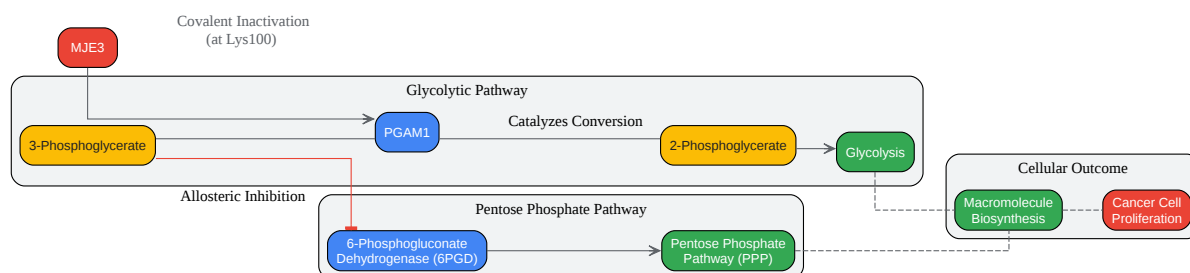 Covalent Inactivation
(at Lys100)
MJE3
Glycolytic Pathway
3-Phosphoglycerate
PGAM1
Catalyzes Conversion
2-Phosphoglycerate
Glycolysis
Allosteric Inhibition
Pentose Phosphate Pathway
6-Phosphogluconate
Dehydrogenase (6PGD)
Pentose Phosphate
Pathway (PPP)
Cellular Outcome
Macromolecule
Biosynthesis
Cancer Cell
Proliferation